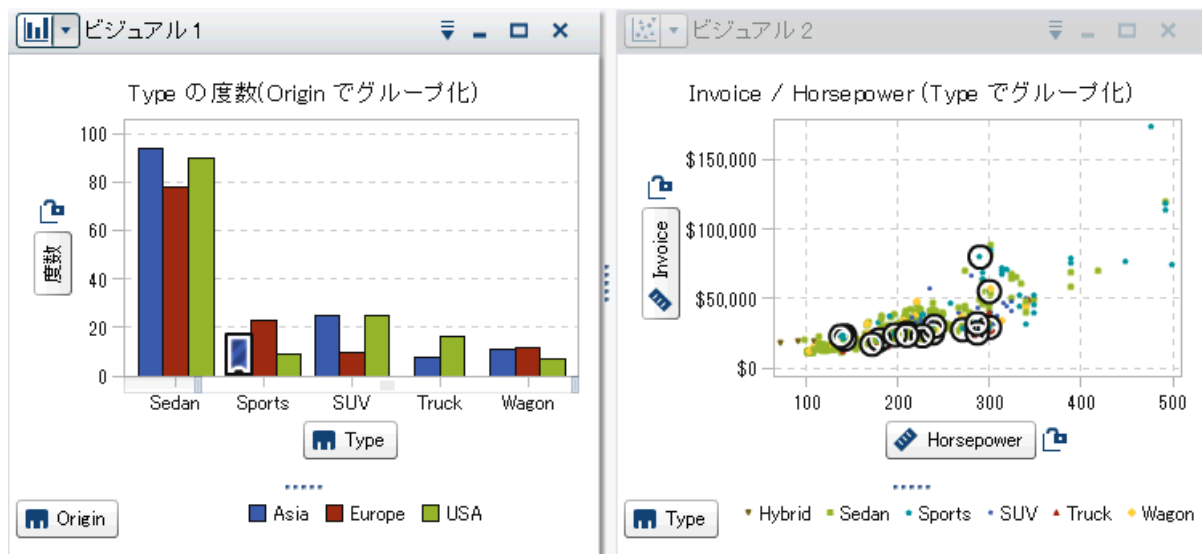 ビジュアル 1
Type の度数(Origin でグループ化)
度数
100
80
60
40
20
0
Sedan Sports SUV Truck Wagon
Type
Origin
Asia Europe USA
ビジュアル 2
Invoice / Horsepower (Type でグループ化)
Invoice
$150,000
$100,000
$50,000
$0
100 200 300 400 500
Horsepower
Type
Hybrid Sedan Sports SUV Truck Wagon